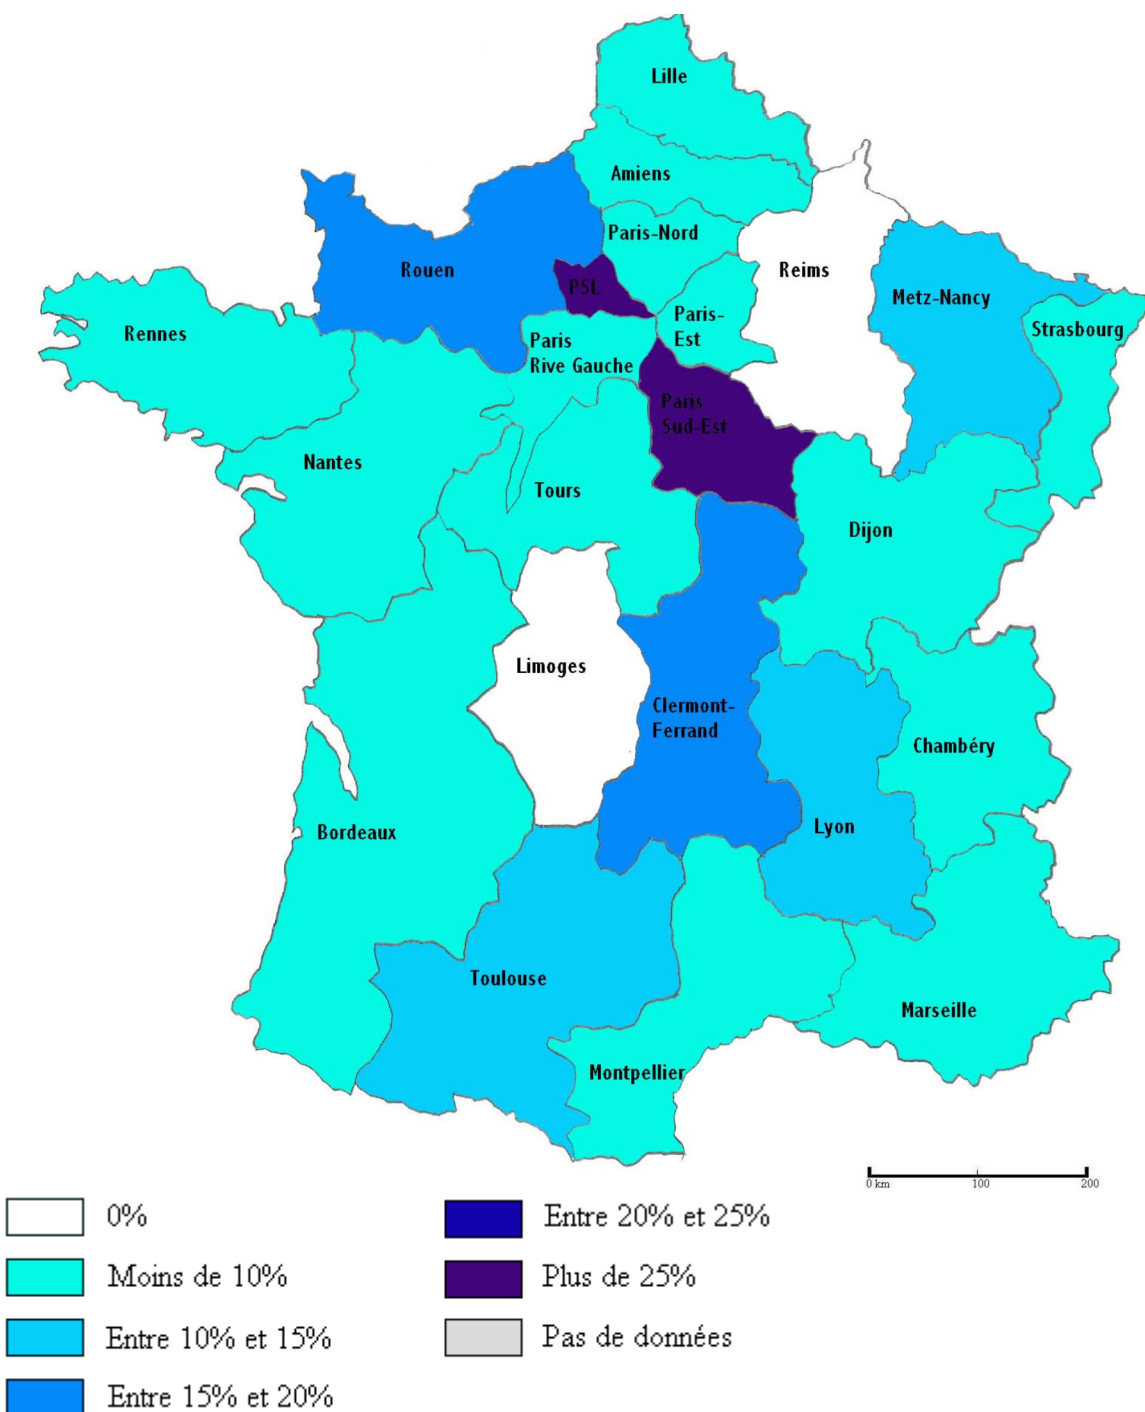 Lille
Amiens
Paris-Nord
Rouen
PSL
Reims
Metz-Nancy
Paris-
Est
Strasbourg
Rennes
Paris
Rive Gauche
Paris
Sud-Est
Nantes
Tours
Dijon
Limoges
Clermont-
Ferrand
Chambéry
Bordeaux
Lyon
Toulouse
Marseille
Montpellier
0 km 100 200
0%
Moins de 10%
Entre 10% et 15%
Entre 15% et 20%
Entre 20% et 25%
Plus de 25%
Pas de données